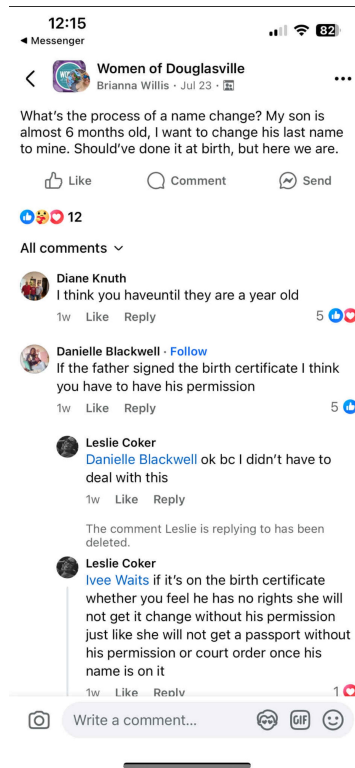 12:15
82
◀ Messenger
Women of Douglasville
Brianna Willis · Jul 23 ·
What's the process of a name change? My son is
almost 6 months old, I want to change his last name
to mine. Should've done it at birth, but here we are.
Like Comment Send
12
All comments
Diane Knuth
I think you haveuntil they are a year old
1w Like Reply 5
Danielle Blackwell · Follow
If the father signed the birth certificate I think
you have to have his permission
1w Like Reply 5
Leslie Coker
Danielle Blackwell ok bc I didn't have to
deal with this
1w Like Reply
The comment Leslie is replying to has been
deleted.
Leslie Coker
Ivee Waits if it's on the birth certificate
whether you feel he has no rights she will
not get it change without his permission
just like she will not get a passport without
his permission or court order once his
name is on it
1w Like Reply 1
Write a comment...
GIF